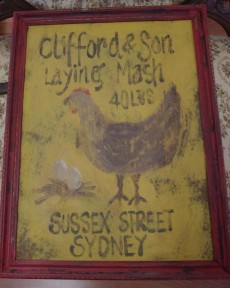 Clifford & Son
Laying Mash
40 LBS
SUSSEX STREET
SYDNEY